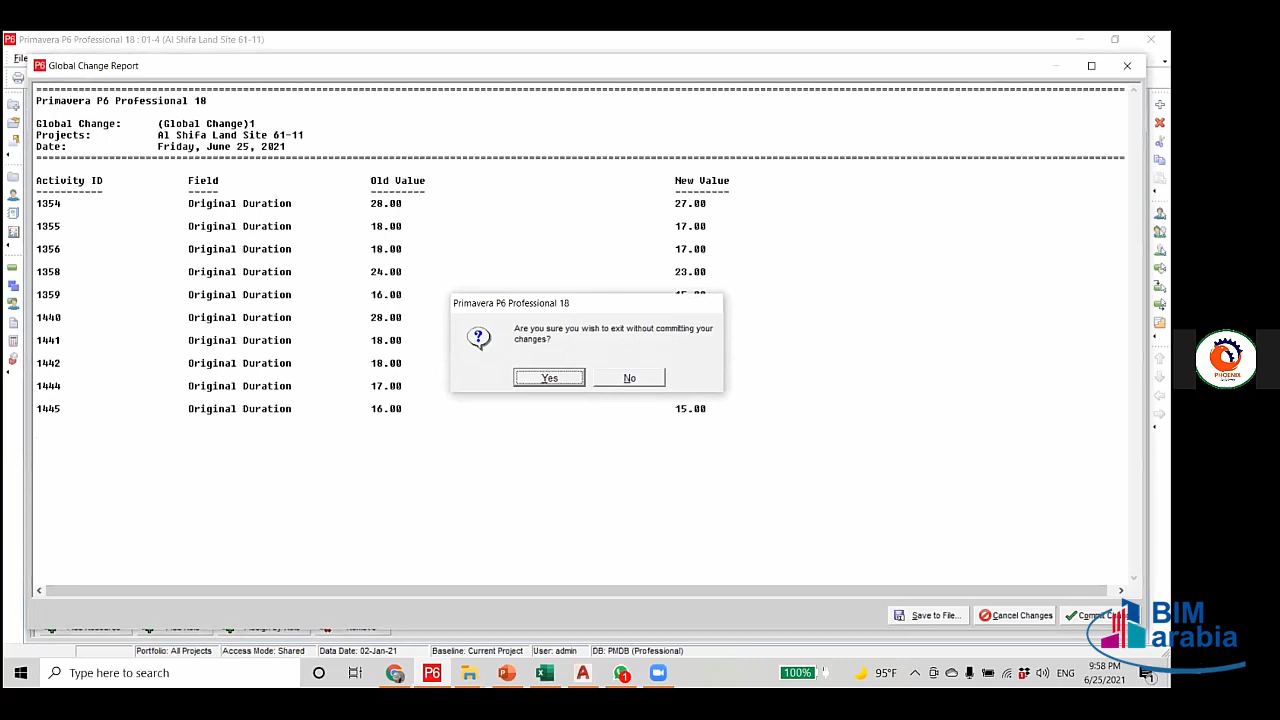 Primavera P6 Professional 18 : 01-4 (Al Shifa Land Site 61-11)
File
P6 Global Change Report
Primavera P6 Professional 18
Global Change: (Global Change)1
Projects: Al Shifa Land Site 61-11
Date: Friday, June 25, 2021
Activity ID Field Old Value New Value
1354 Original Duration 28.00 27.00
1355 Original Duration 18.00 17.00
1356 Original Duration 18.00 17.00
1358 Original Duration 24.00 23.00
1359 Original Duration 16.00
1440 Original Duration 28.00
1441 Original Duration 18.00
1442 Original Duration 18.00
1444 Original Duration 17.00
1445 Original Duration 16.00 15.00
Primavera P6 Professional 18
Are you sure you wish to exit without committing your
changes?
Yes No
PHOENIX
Save to File... Cancel Changes
BIM
arabia
Portfolio: All Projects Access Mode: Shared Data Date: 02-Jan-21 Baseline: Current Project User: admin DB: PMDB (Professional)
Type here to search P6 100% 95°F ENG 9:58 PM
6/25/2021